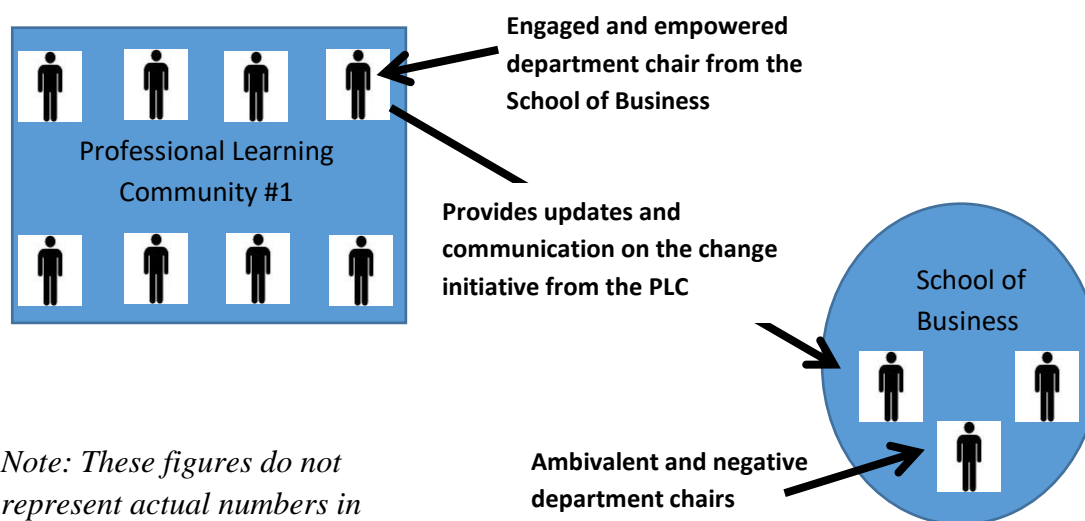 Engaged and empowered
department chair from the
School of Business
Professional Learning
Community #1
Provides updates and
communication on the change
initiative from the PLC
School of
Business
Ambivalent and negative
department chairs
Note: These figures do not
represent actual numbers in